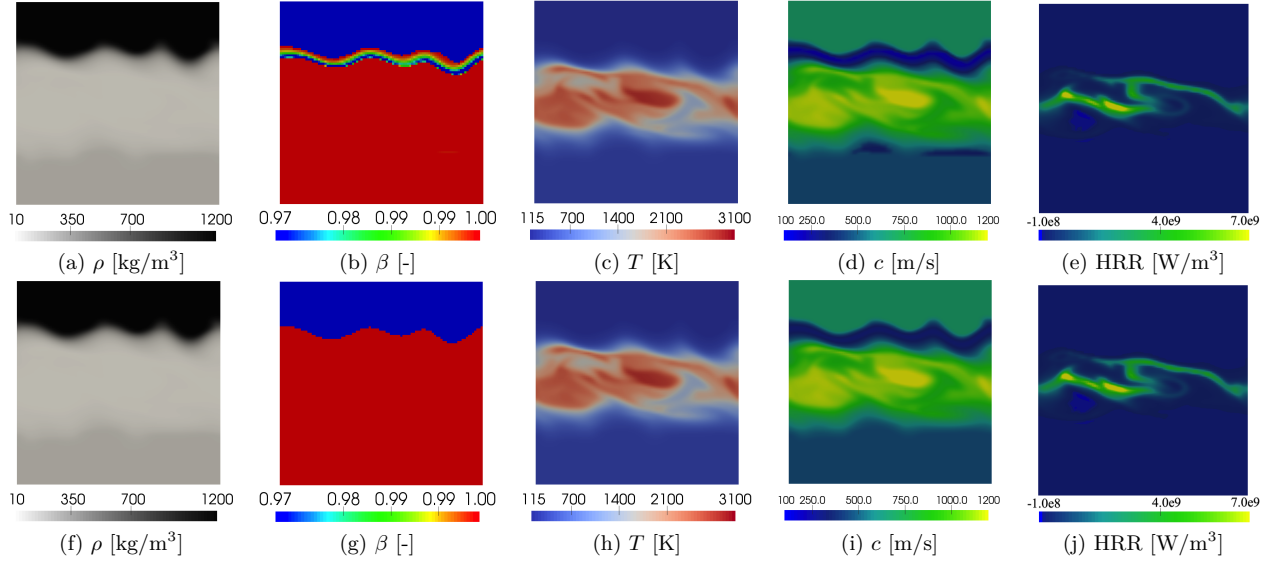 10 350 700 1200 0.97 0.98 0.99 0.99 1.00 115 700 1400 2100 3100 100 250.0 500.0 750.0 1000.0 1200 -1.0e8 4.0e9 7.0e9
(a) ρ [kg/m³] (b) β [-] (c) T [K] (d) c [m/s] (e) HRR [W/m³]
10 350 700 1200 0.97 0.98 0.99 0.99 1.00 115 700 1400 2100 3100 100 250.0 500.0 750.0 1000.0 1200 -1.0e8 4.0e9 7.0e9
(f) ρ [kg/m³] (g) β [-] (h) T [K] (i) c [m/s] (j) HRR [W/m³]